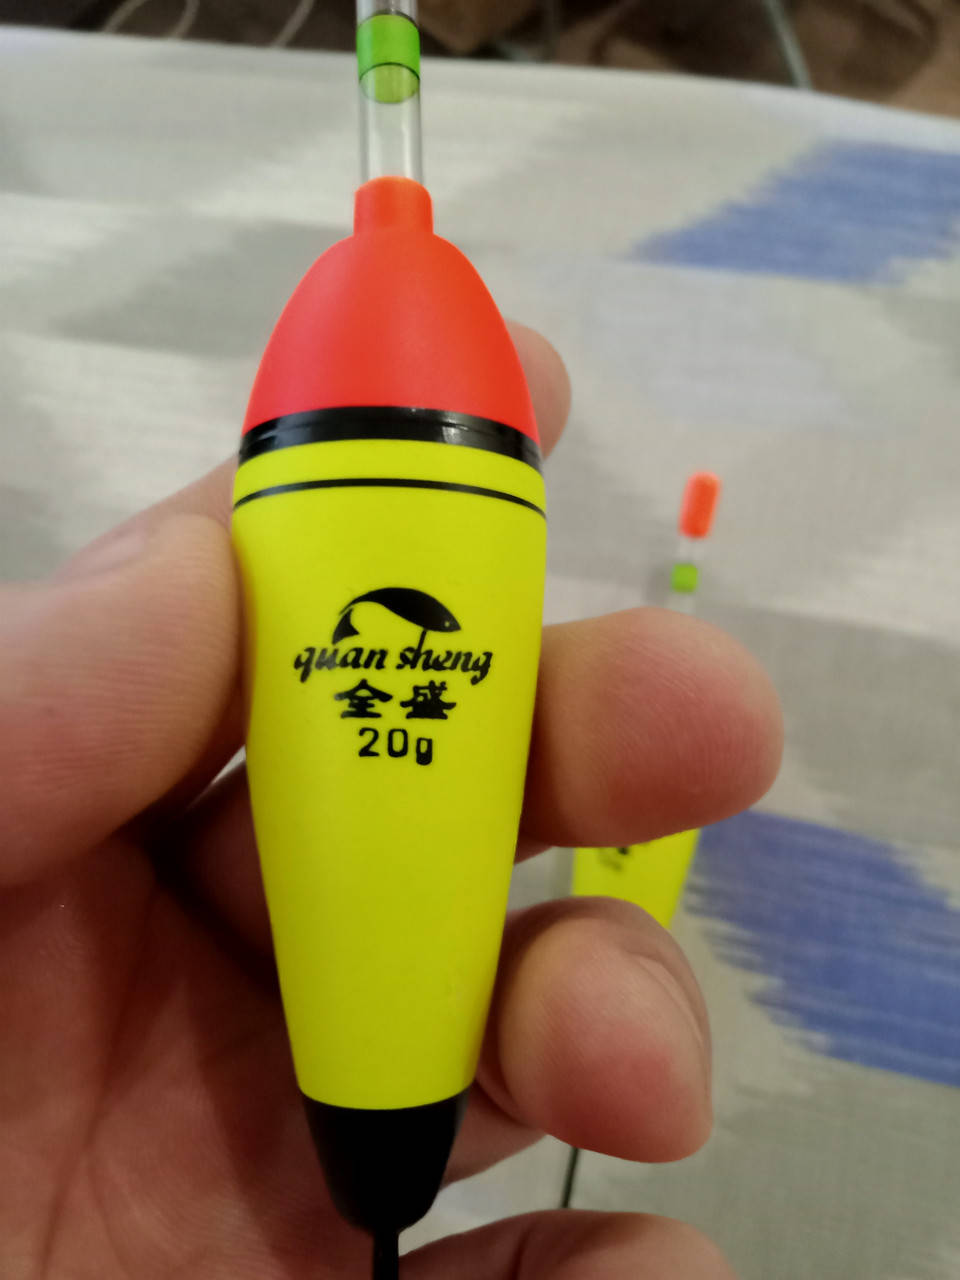 quan sheng
全盛
20g